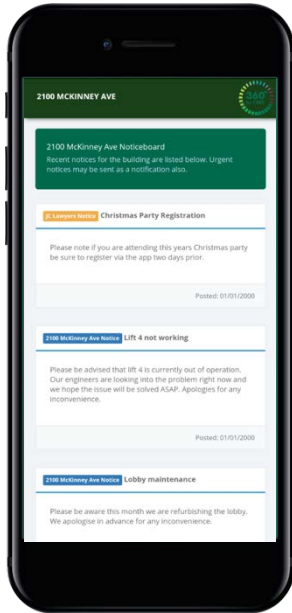 2100 MCKINNEY AVE
360°
2100 McKinney Ave Noticeboard
Recent notices for the building are listed below. Urgent
notices may be sent as a notification also.
JC Lawyers Notice Christmas Party Registration
Please note if you are attending this years Christmas party
be sure to register via the app two days prior.
Posted: 01/01/2000
2100 McKinney Ave Notice Lift 4 not working
Please be advised that lift 4 is currently out of operation.
Our engineers are looking into the problem right now and
we hope the issue will be solved ASAP. Apologies for any
inconvenience.
Posted: 01/01/2000
2100 McKinney Ave Notice Lobby maintenance
Please be aware this month we are refurbishing the lobby.
We apologise in advance for any inconvenience.